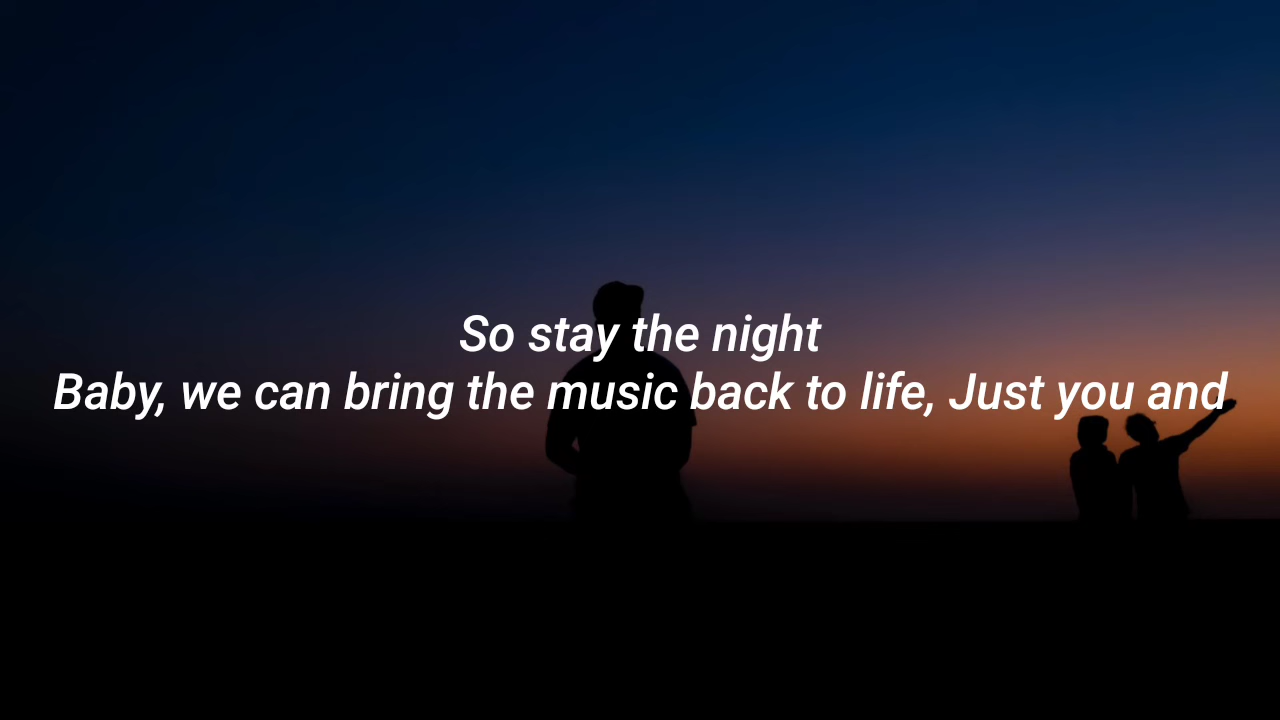 So stay the night
Baby, we can bring the music back to life, Just you and